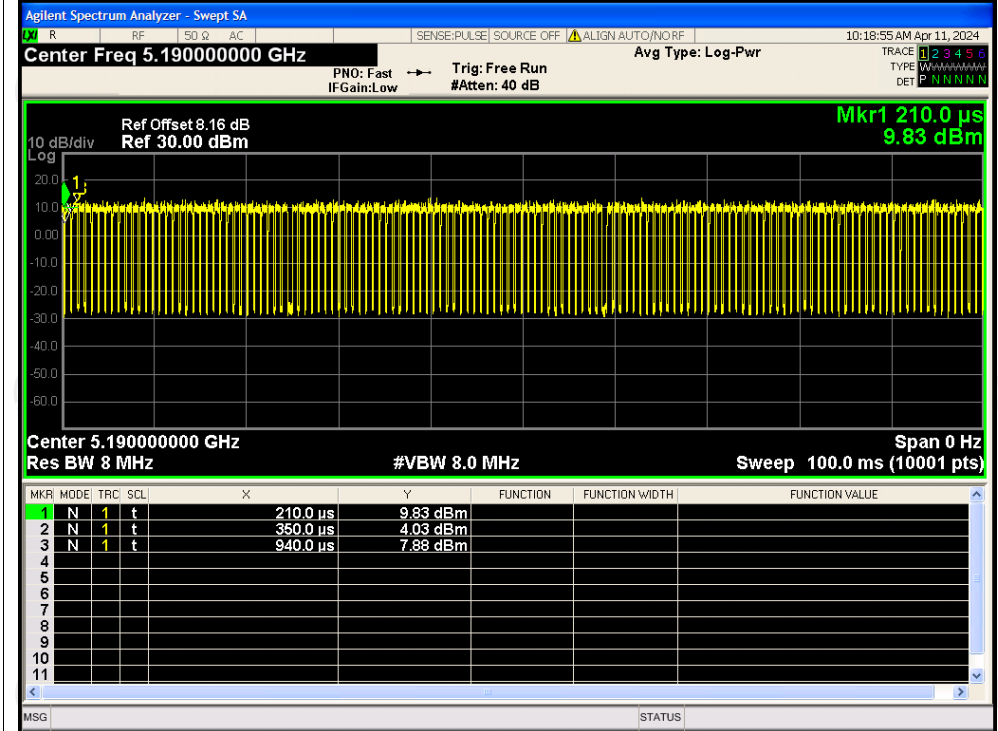 Agilent Spectrum Analyzer - Swept SA
LXI R RF 50 Ω AC SENSE:PULSE SOURCE OFF ALIGN AUTO/NO RF 10:18:55 AM Apr 11, 2024
Center Freq 5.190000000 GHz
PNO: Fast
IFGain:Low
Trig: Free Run
#Atten: 40 dB
Avg Type: Log-Pwr
TRACE 1 2 3 4 5 6
TYPE WWWWWW
DET P N N N N N
Mkr1 210.0 µs
9.83 dBm
Ref Offset 8.16 dB
10 dB/div Ref 30.00 dBm
Log
1
20.0
10.0
0.00
-10.0
-20.0
-30.0
-40.0
-50.0
-60.0
Center 5.190000000 GHz Span 0 Hz
Res BW 8 MHz #VBW 8.0 MHz Sweep 100.0 ms (10001 pts)
MKR MODE TRC SCL X Y FUNCTION FUNCTION WIDTH FUNCTION VALUE
1 N 1 t 210.0 µs 9.83 dBm
2 N 1 t 350.0 µs 4.03 dBm
3 N 1 t 940.0 µs 7.88 dBm
4
5
6
7
8
9
10
11
MSG STATUS